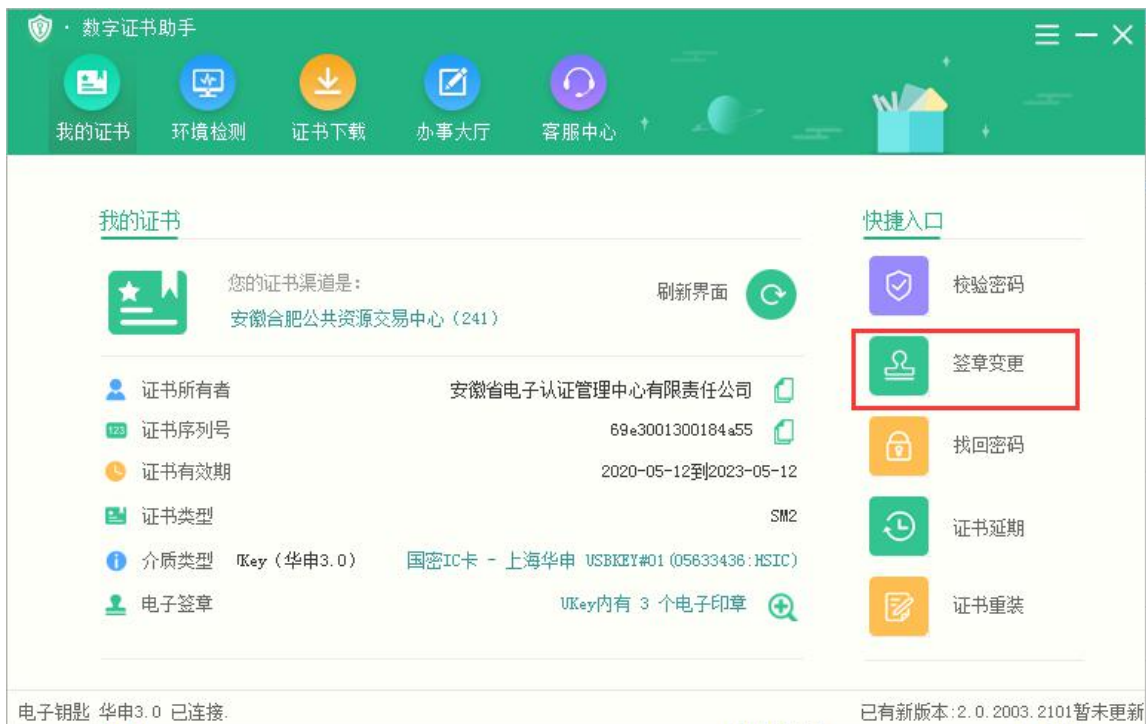 · 数字证书助手
我的证书 环境检测 证书下载 办事大厅 客服中心
我的证书
您的证书渠道是：
安徽合肥公共资源交易中心（241）
刷新界面
证书所有者 安徽省电子认证管理中心有限责任公司
123 证书序列号 69e3001300184a55
证书有效期 2020-05-12到2023-05-12
证书类型 SM2
介质类型 UKey（华申3.0） 国密IC卡 - 上海华申 USBKEY#01(05633436:HSIC)
电子签章 UKey内有 3 个电子印章
快捷入口
校验密码
签章变更
找回密码
证书延期
证书重装
电子钥匙 华申3.0 已连接.
已有新版本:2.0.2003.2101暂未更新